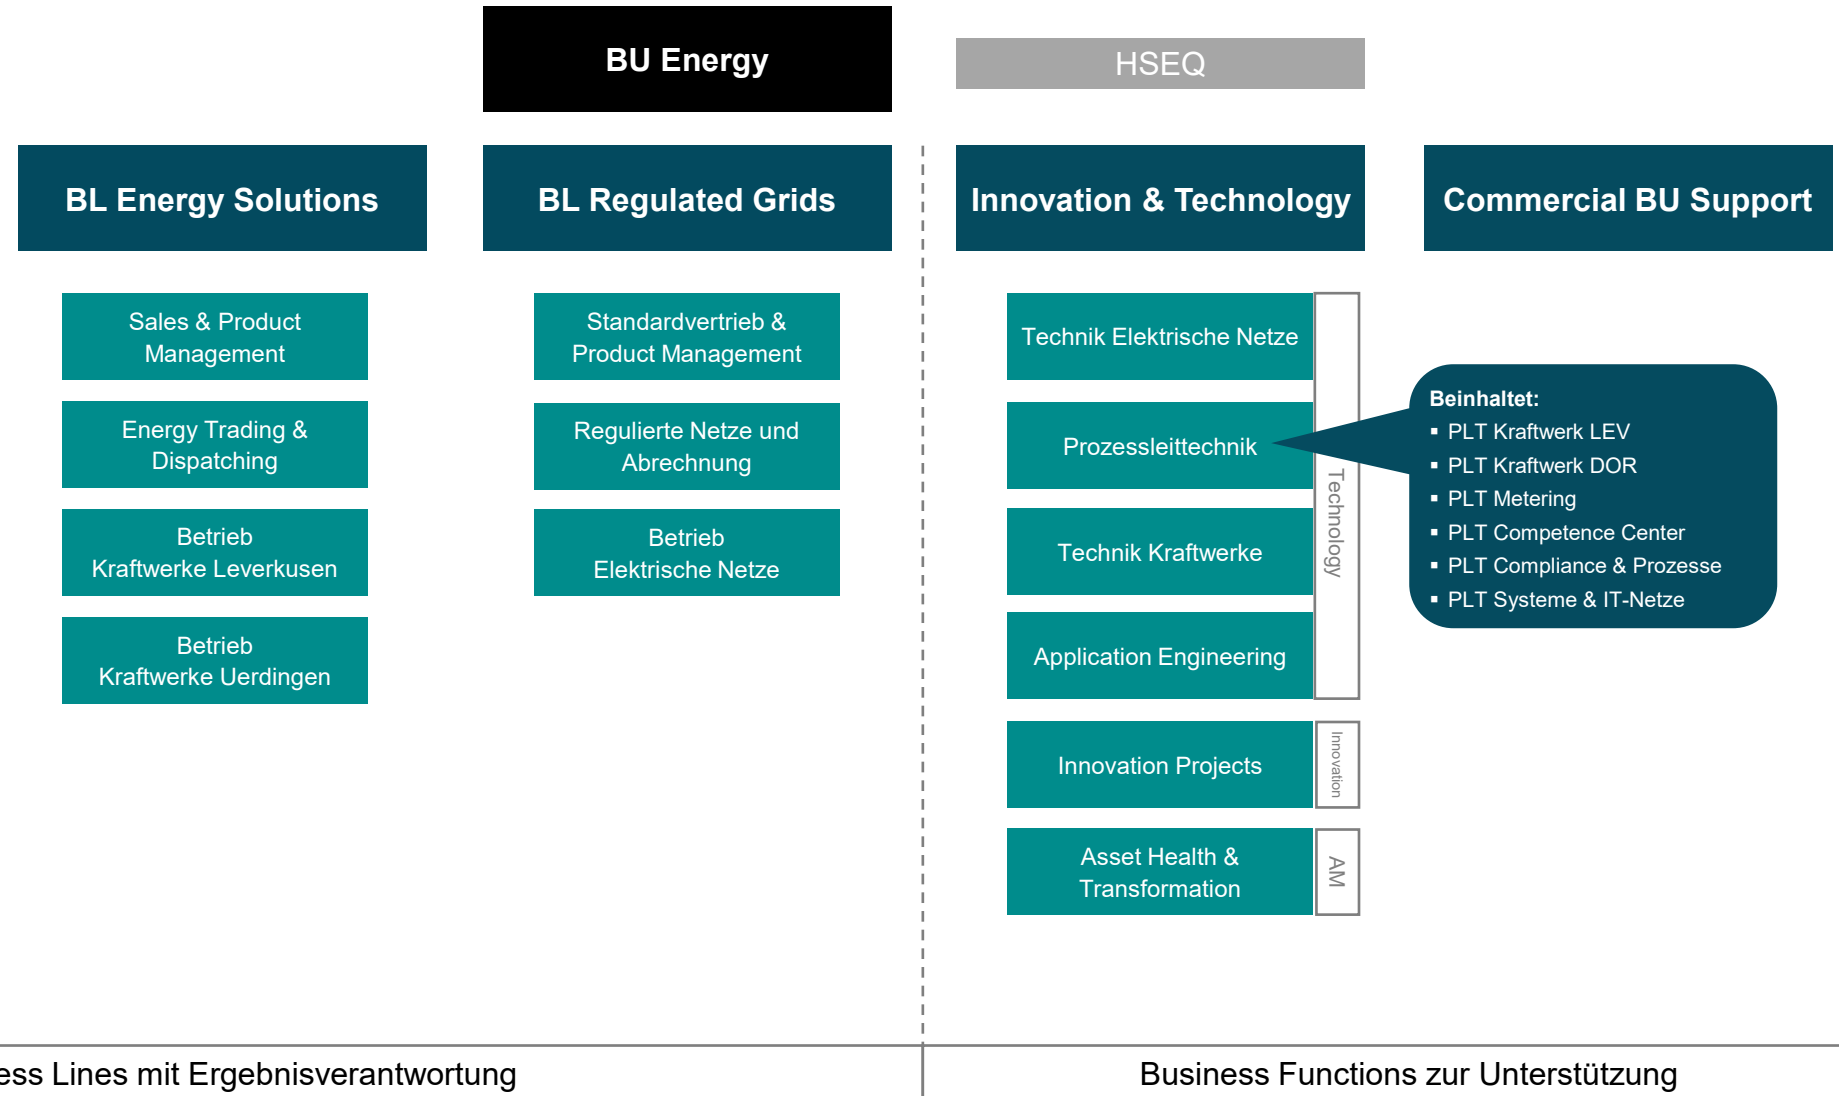 BU Energy
HSEQ
BL Energy Solutions
BL Regulated Grids
Innovation & Technology
Commercial BU Support
Sales & Product
Management
Energy Trading &
Dispatching
Betrieb
Kraftwerke Leverkusen
Betrieb
Kraftwerke Uerdingen
Standardvertrieb &
Product Management
Regulierte Netze und
Abrechnung
Betrieb
Elektrische Netze
Technik Elektrische Netze
Prozessleittechnik
Technik Kraftwerke
Application Engineering
Technology
Innovation Projects
Innovation
Asset Health &
Transformation
AM
Beinhaltet:
▪ PLT Kraftwerk LEV
▪ PLT Kraftwerk DOR
▪ PLT Metering
▪ PLT Competence Center
▪ PLT Compliance & Prozesse
▪ PLT Systeme & IT-Netze
ess Lines mit Ergebnisverantwortung
Business Functions zur Unterstützung